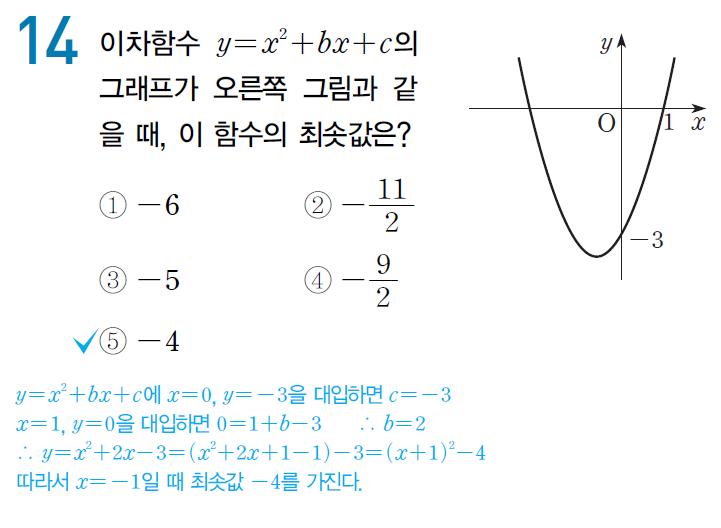 14 이차함수 y=x²+bx+c의
그래프가 오른쪽 그림과 같
을 때, 이 함수의 최솟값은?
y
O
1
x
−3
① −6
② −11/2
③ −5
④ −9/2
⑤ −4
y=x²+bx+c에 x=0, y=−3을 대입하면 c=−3
x=1, y=0을 대입하면 0=1+b−3 ∴ b=2
∴ y=x²+2x−3=(x²+2x+1−1)−3=(x+1)²−4
따라서 x=−1일 때 최솟값 −4를 가진다.